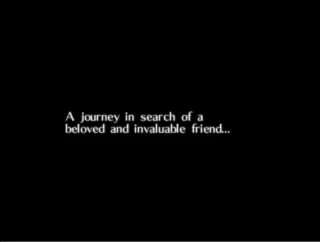 A journey in search of a
beloved and invaluable friend...